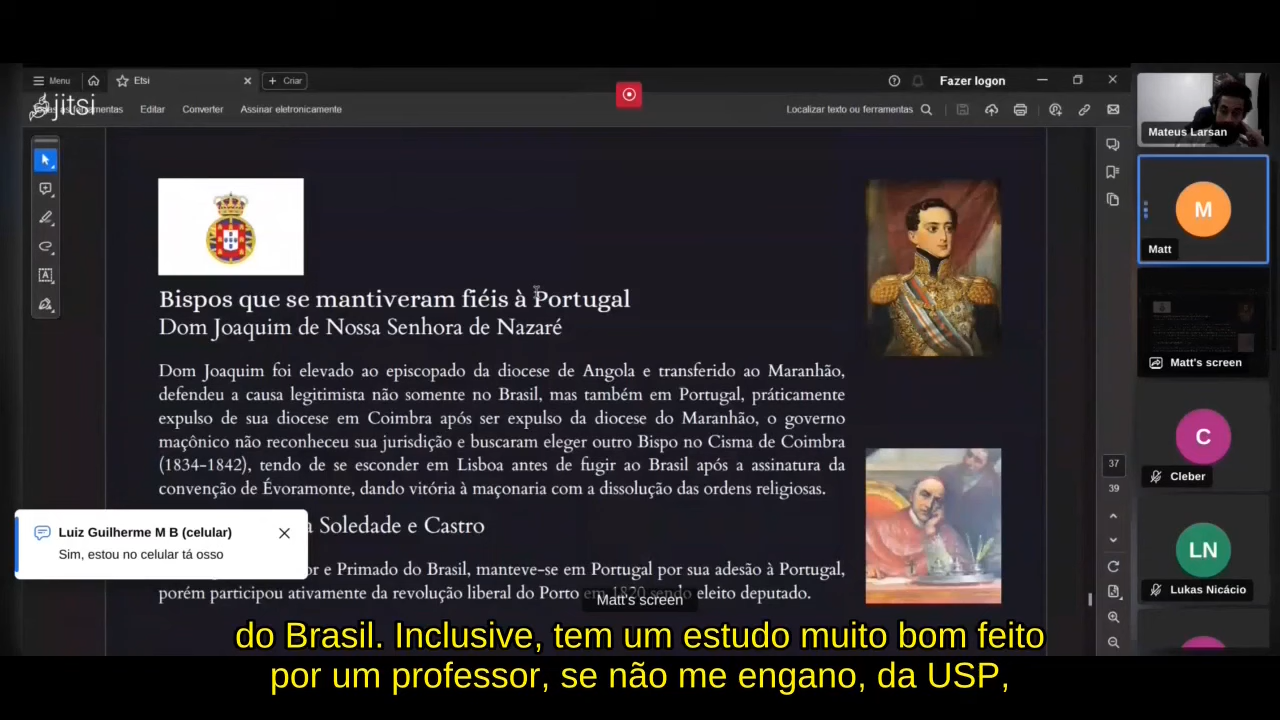 Menu
Etsi
Criar
Fazer logon
jitsi
amentas
Editar
Converter
Assinar eletronicamente
Localizar texto ou ferramentas
Mateus Larsan
Bispos que se mantiveram fiéis à Portugal
Dom Joaquim de Nossa Senhora de Nazaré
Dom Joaquim foi elevado ao episcopado da diocese de Angola e transferido ao Maranhão,
defendeu a causa legitimista não somente no Brasil, mas também em Portugal, práticamente
expulso de sua diocese em Coimbra após ser expulso da diocese do Maranhão, o governo
maçônico não reconheceu sua jurisdição e buscaram eleger outro Bispo no Cisma de Coimbra
(1834-1842), tendo de se esconder em Lisboa antes de fugir ao Brasil após a assinatura da
convenção de Évoramonte, dando vitória à maçonaria com a dissolução das ordens religiosas.
Soledade e Castro
e Primado do Brasil, manteve-se em Portugal por sua adesão à Portugal,
porém participou ativamente da revolução liberal do Porto em 1820 sendo eleito deputado.
Luiz Guilherme M B (celular)
Sim, estou no celular tá osso
Matt's screen
M
Matt
Matt's screen
C
Cleber
LN
Lukas Nicácio
37
39
do Brasil. Inclusive, tem um estudo muito bom feito
por um professor, se não me engano, da USP,